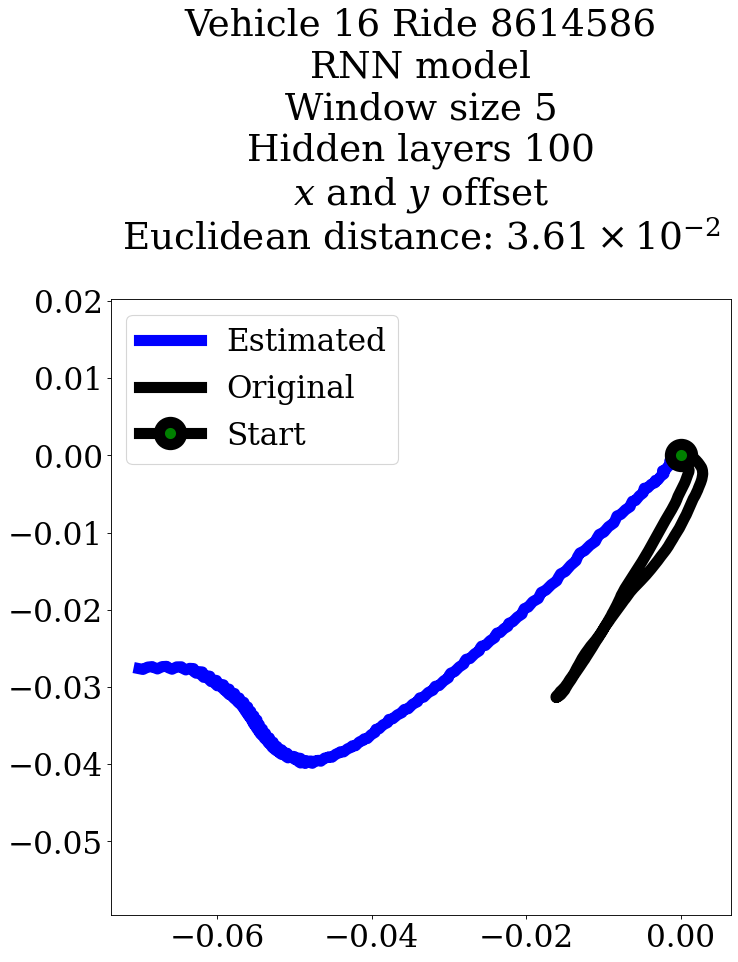 Vehicle 16 Ride 8614586
RNN model
Window size 5
Hidden layers 100
x and y offset
Euclidean distance: 3.61 × 10⁻²
0.02
0.01
0.00
−0.01
−0.02
−0.03
−0.04
−0.05
Estimated
Original
Start
−0.06 −0.04 −0.02 0.00